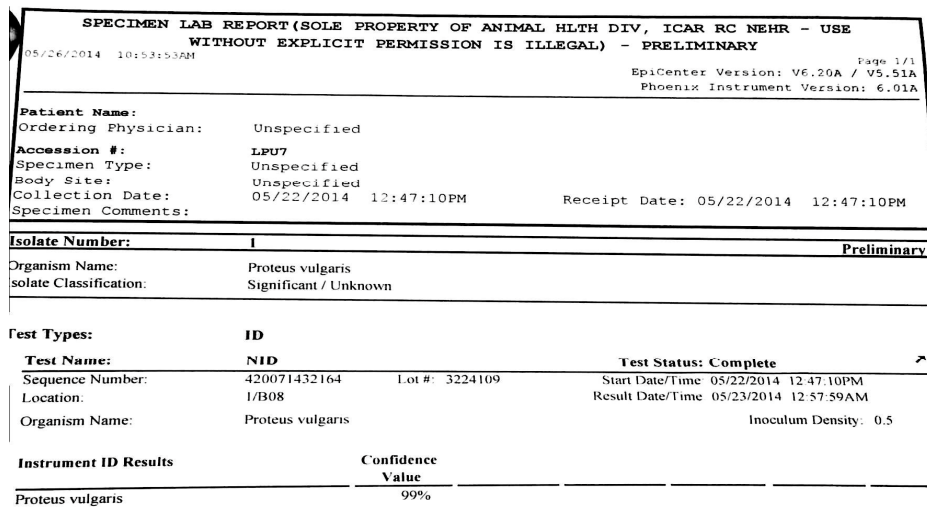 SPECIMEN LAB REPORT(SOLE PROPERTY OF ANIMAL HLTH DIV, ICAR RC NEHR - USE
WITHOUT EXPLICIT PERMISSION IS ILLEGAL) - PRELIMINARY
05/26/2014 10:53:53AM
Page 1/1
EpiCenter Version: V6.20A / V5.51A
Phoenix Instrument Version: 6.01A
Patient Name:
Ordering Physician: Unspecified
Accession #: LPU7
Specimen Type: Unspecified
Body Site: Unspecified
Collection Date: 05/22/2014 12:47:10PM Receipt Date: 05/22/2014 12:47:10PM
Specimen Comments:
Isolate Number: 1 Preliminary
Organism Name: Proteus vulgaris
solate Classification: Significant / Unknown
Test Types: ID
Test Name: NID Test Status: Complete
Sequence Number: 420071432164 Lot #: 3224109 Start Date/Time: 05/22/2014 12:47:10PM
Location: 1/B08 Result Date/Time 05/23/2014 12:57:59AM
Organism Name: Proteus vulgaris Inoculum Density: 0.5
Instrument ID Results Confidence
Value
Proteus vulgaris 99%